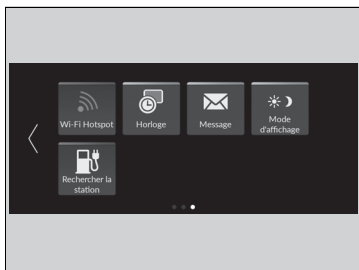 Wi-Fi Hotspot
Horloge
Message
Mode
d'affichage
Rechercher la
station